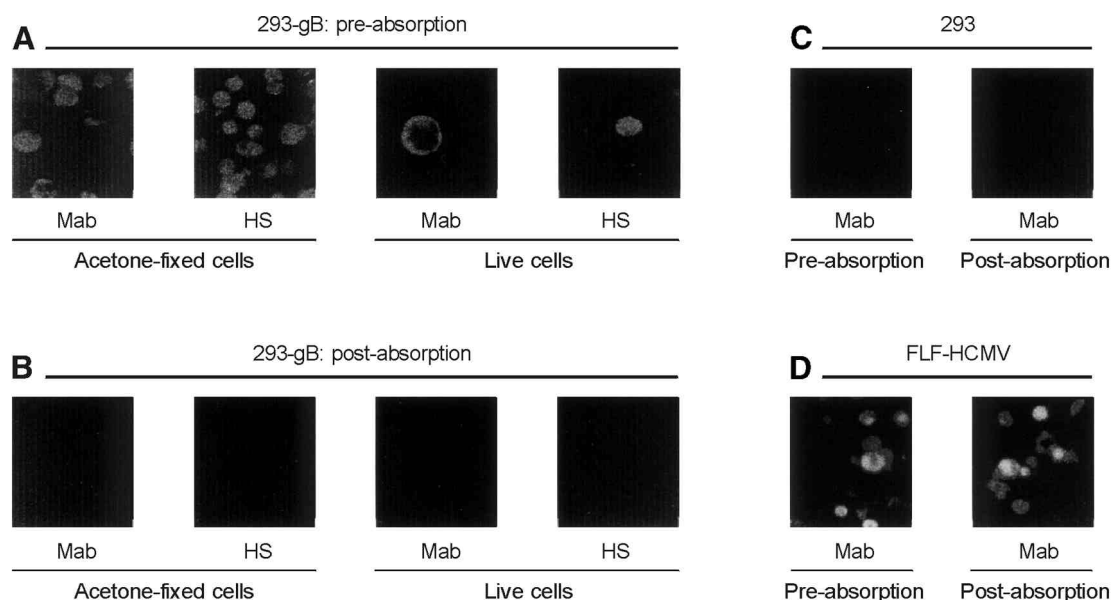 A
293-gB: pre-absorption
Mab
HS
Mab
HS
Acetone-fixed cells
Live cells
C
293
Mab
Mab
Pre-absorption
Post-absorption
B
293-gB: post-absorption
Mab
HS
Mab
HS
Acetone-fixed cells
Live cells
D
FLF-HCMV
Mab
Mab
Pre-absorption
Post-absorption